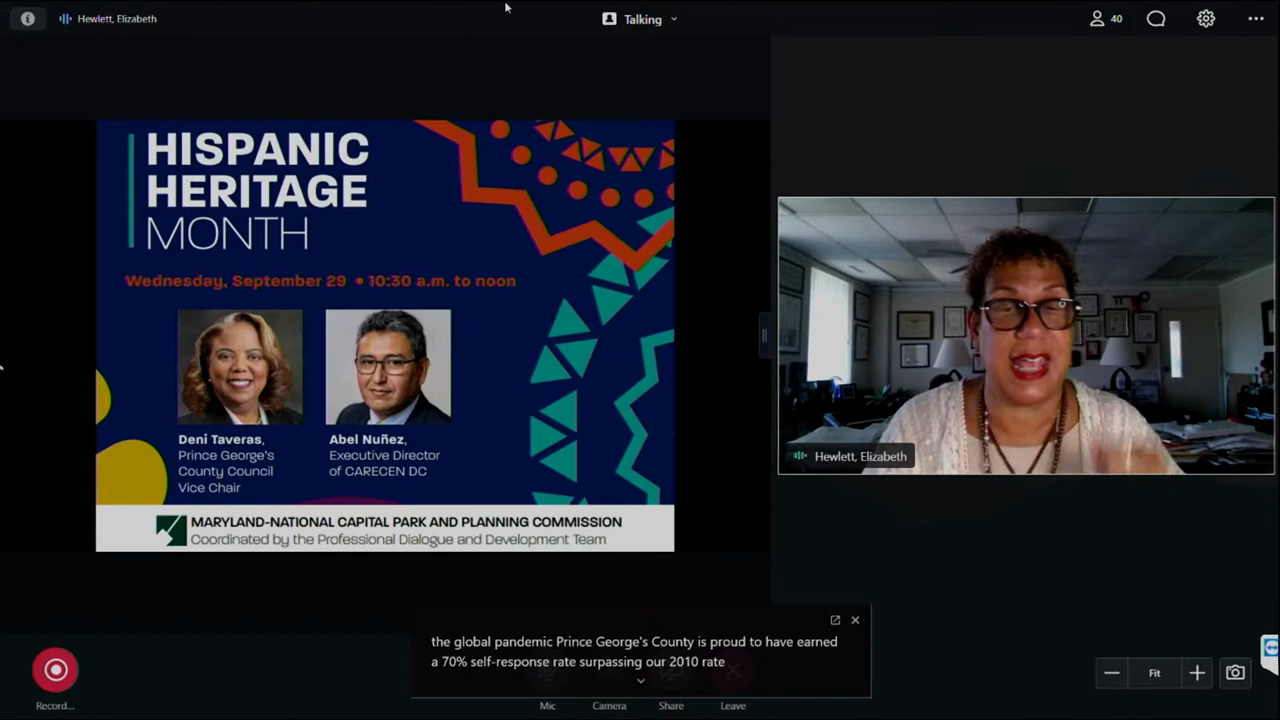 Hewlett, Elizabeth
Talking
40
HISPANIC
HERITAGE
MONTH
Wednesday, September 29 • 10:30 a.m. to noon
Deni Taveras,
Prince George's
County Council
Vice Chair
Abel Nuñez,
Executive Director
of CARECEN DC
MARYLAND-NATIONAL CAPITAL PARK AND PLANNING COMMISSION
Coordinated by the Professional Dialogue and Development Team
Hewlett, Elizabeth
the global pandemic Prince George's County is proud to have earned
a 70% self-response rate surpassing our 2010 rate
Record...
Mic
Camera
Share
Leave
Fit